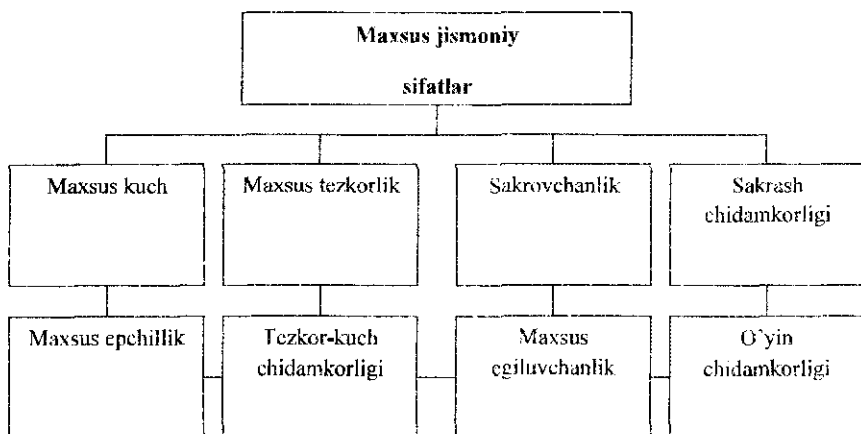 Maxsus jismoniy
sifatlar
Maxsus kuch
Maxsus tezkorlik
Sakrovchanlik
Sakrash
chidamkorligi
Maxsus epchillik
Tezkor-kuch
chidamkorligi
Maxsus
egiluvchanlik
O'yin
chidamkorligi